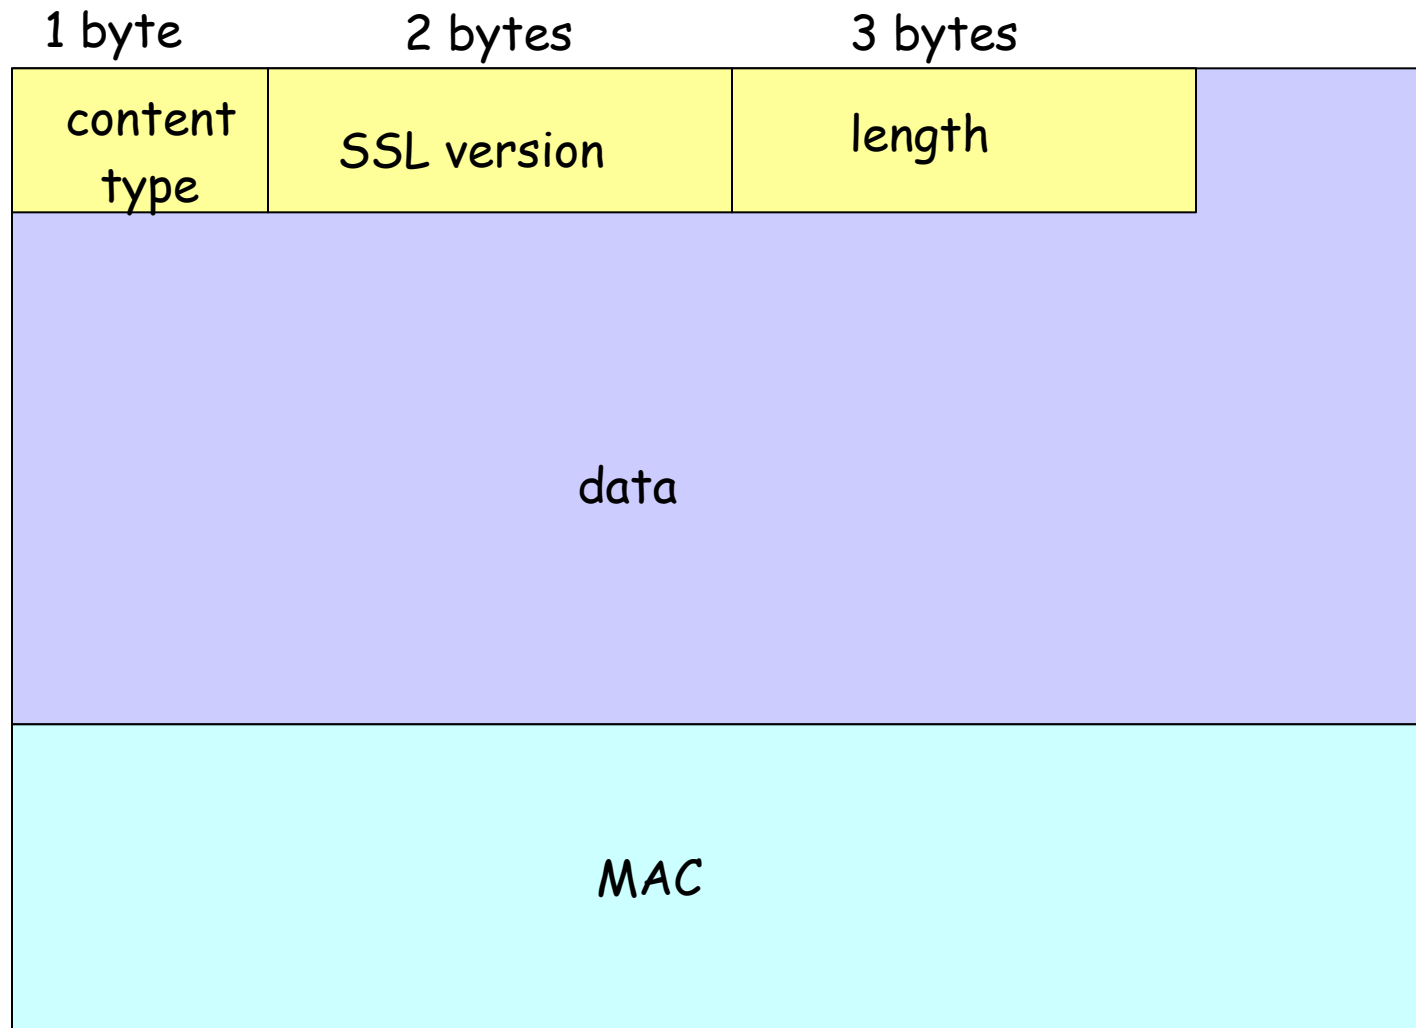 1 byte 2 bytes 3 bytes
content
type
SSL version
length
data
MAC